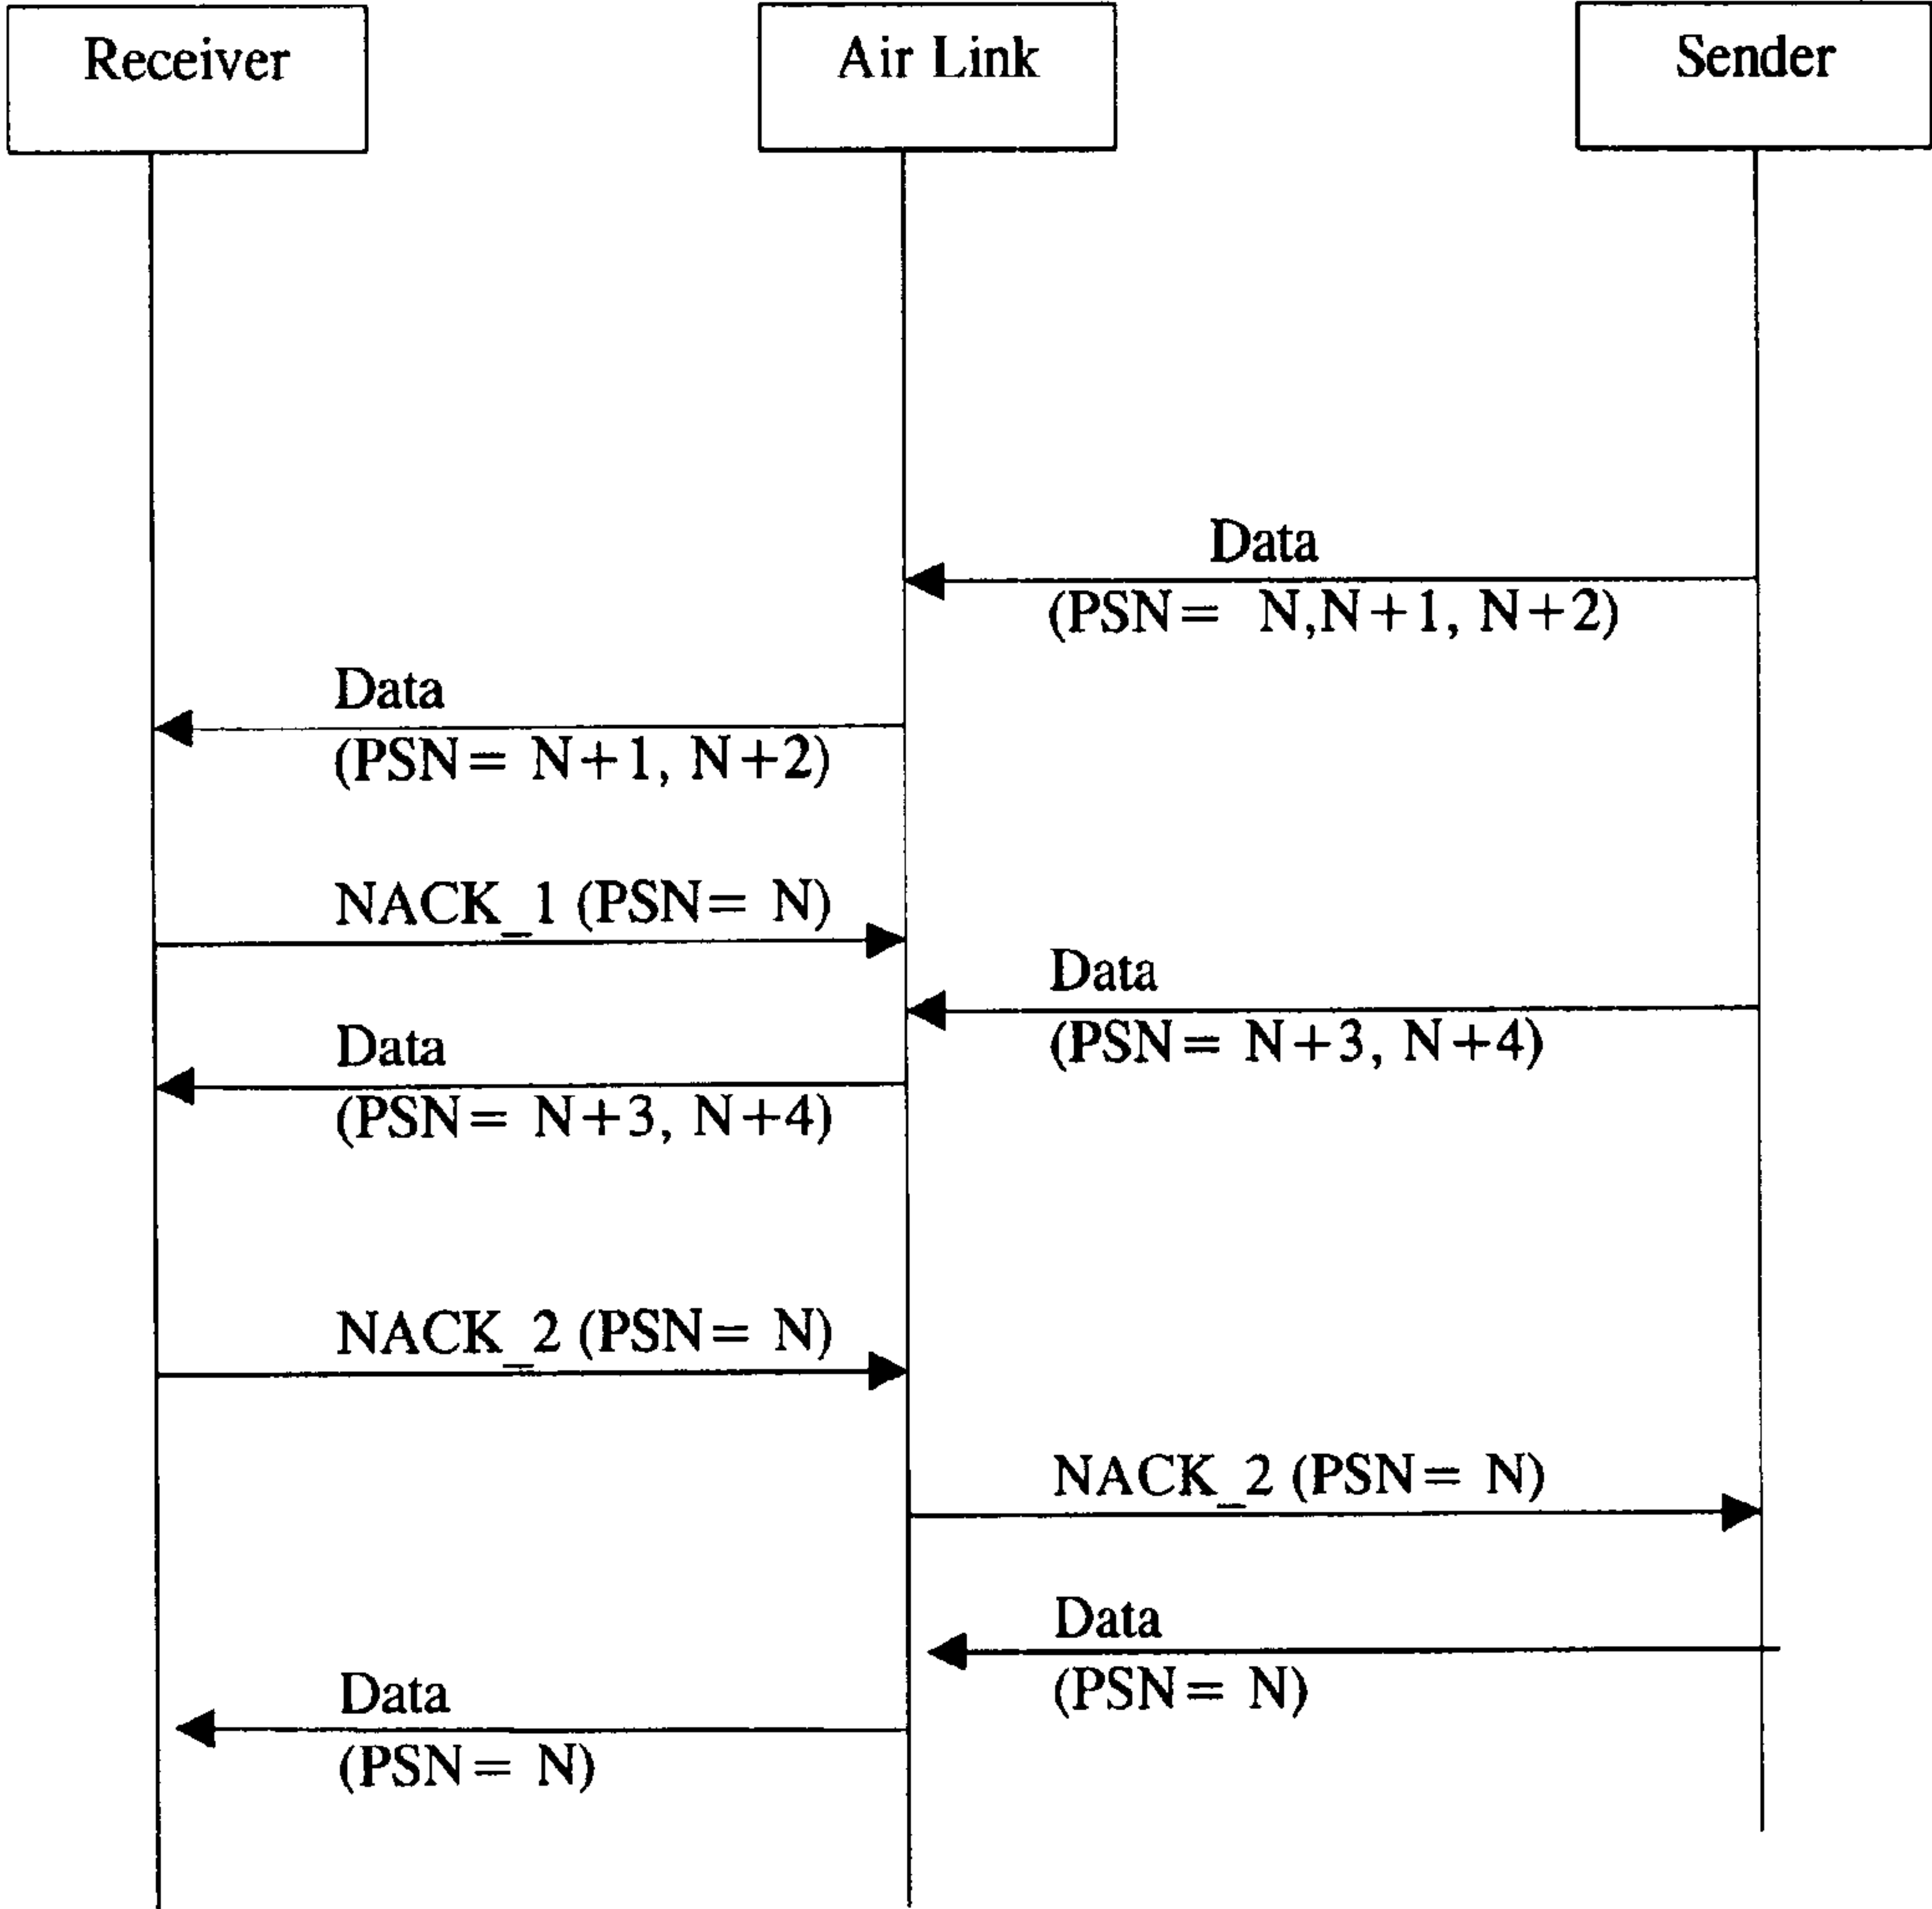 Receiver
Air Link
Sender
Data
(PSN= N,N+1, N+2)
Data
(PSN= N+1, N+2)
NACK_1 (PSN= N)
Data
(PSN= N+3, N+4)
Data
(PSN= N+3, N+4)
NACK_2 (PSN= N)
NACK_2 (PSN= N)
Data
(PSN= N)
Data
(PSN= N)